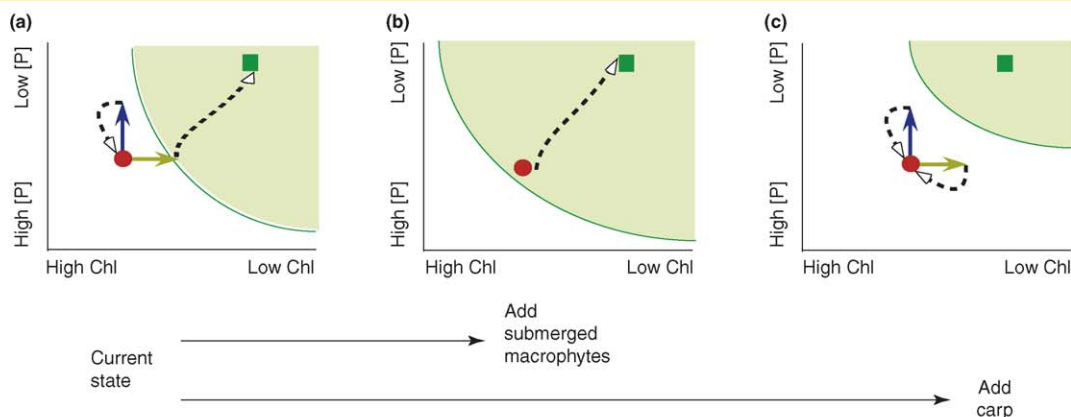 (a)
Low [P]
High [P]
High Chl Low Chl
(b)
Low [P]
High [P]
High Chl Low Chl
(c)
Low [P]
High [P]
High Chl Low Chl
Current
state
Add
submerged
macrophytes
Add
carp